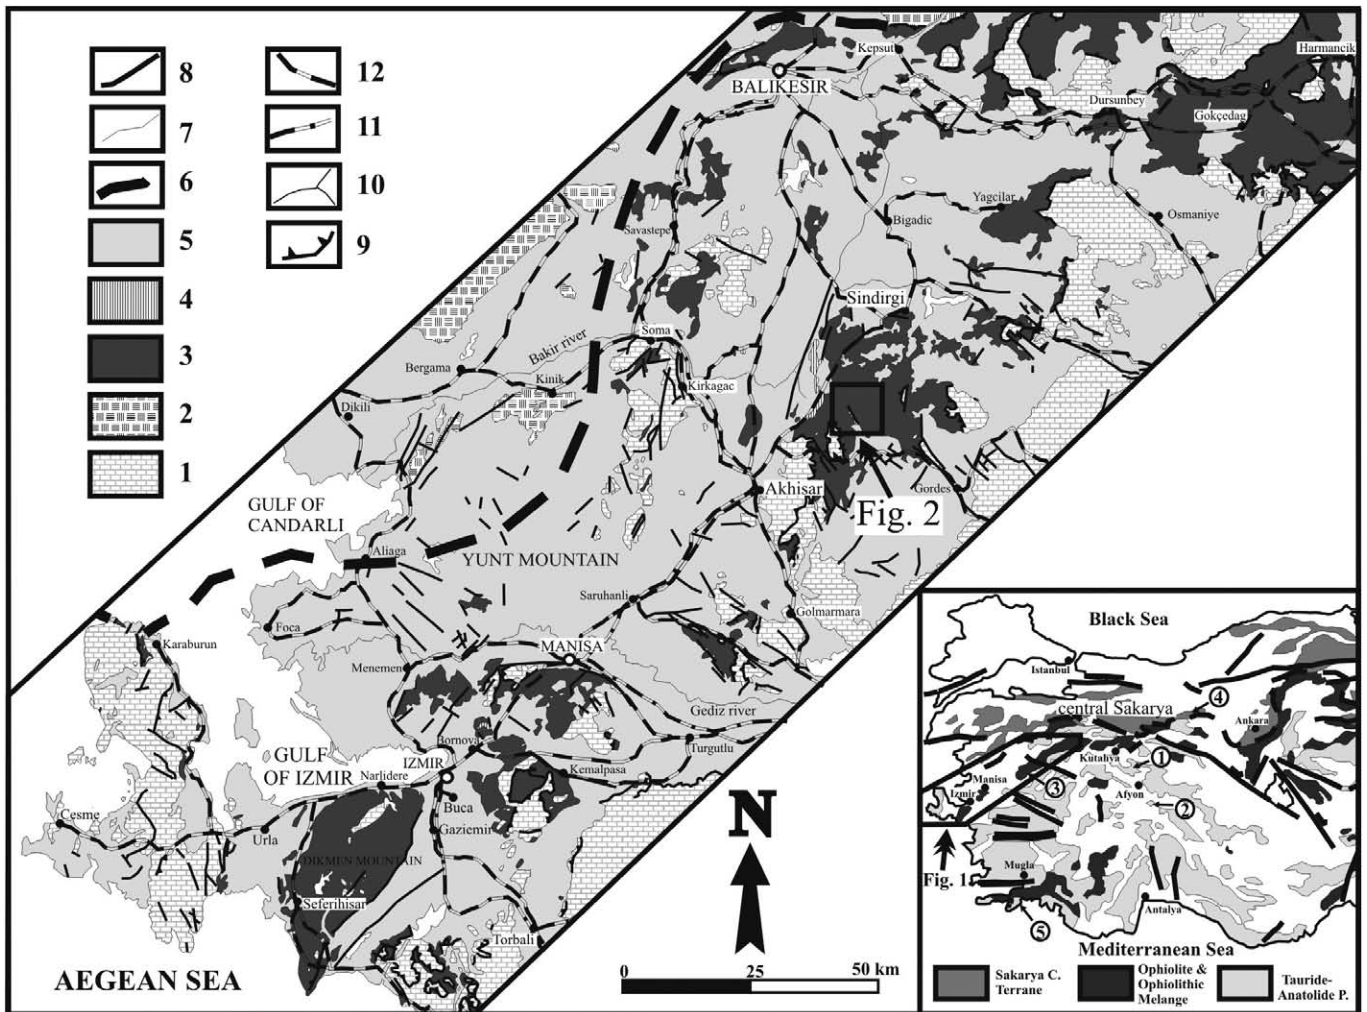 8
7
6
5
4
3
2
1
12
11
10
9
Kepsut
BALIKESIR
Harmancik
Dursunbey
Gokçedag
Yagcilar
Osmaniye
Bigadic
Savastepe
Sindirgi
Soma
Bakir river
Bergama
Kinik
Kirkagac
Dikili
Akhisar
Gordes
Fig. 2
GULF OF
CANDARLI
Aliaga
YUNT MOUNTAIN
Saruhanli
Golmarmara
Foca
Karaburun
MANISA
Menemen
Gediz river
Bornova
Turgutlu
GULF
OF IZMIR
IZMIR
Narlidere
Kemalpasa
Buca
Cesme
Urla
Gaziemir
DIKMEN MOUNTAIN
Seferihisar
Torbali
AEGEAN SEA
N
0
25
50 km
Black Sea
Istanbul
central Sakarya
4
Ankara
Kutahya
1
Manisa
Izmir
3
Afyon
2
Mugla
Fig. 1
Antalya
5
Mediterranean Sea
Sakarya C.
Terrane
Ophiolite &
Ophiolithic
Melange
Tauride-
Anatolide P.